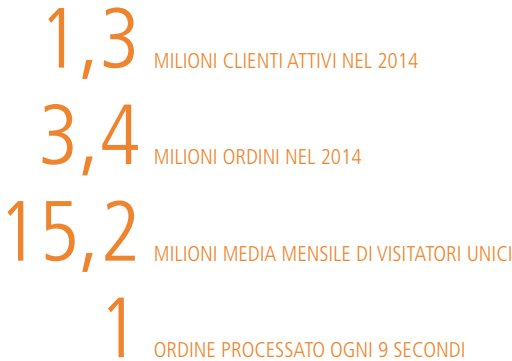 1,3 MILIONI CLIENTI ATTIVI NEL 2014
3,4 MILIONI ORDINI NEL 2014
15,2 MILIONI MEDIA MENSILE DI VISITATORI UNICI
1 ORDINE PROCESSATO OGNI 9 SECONDI